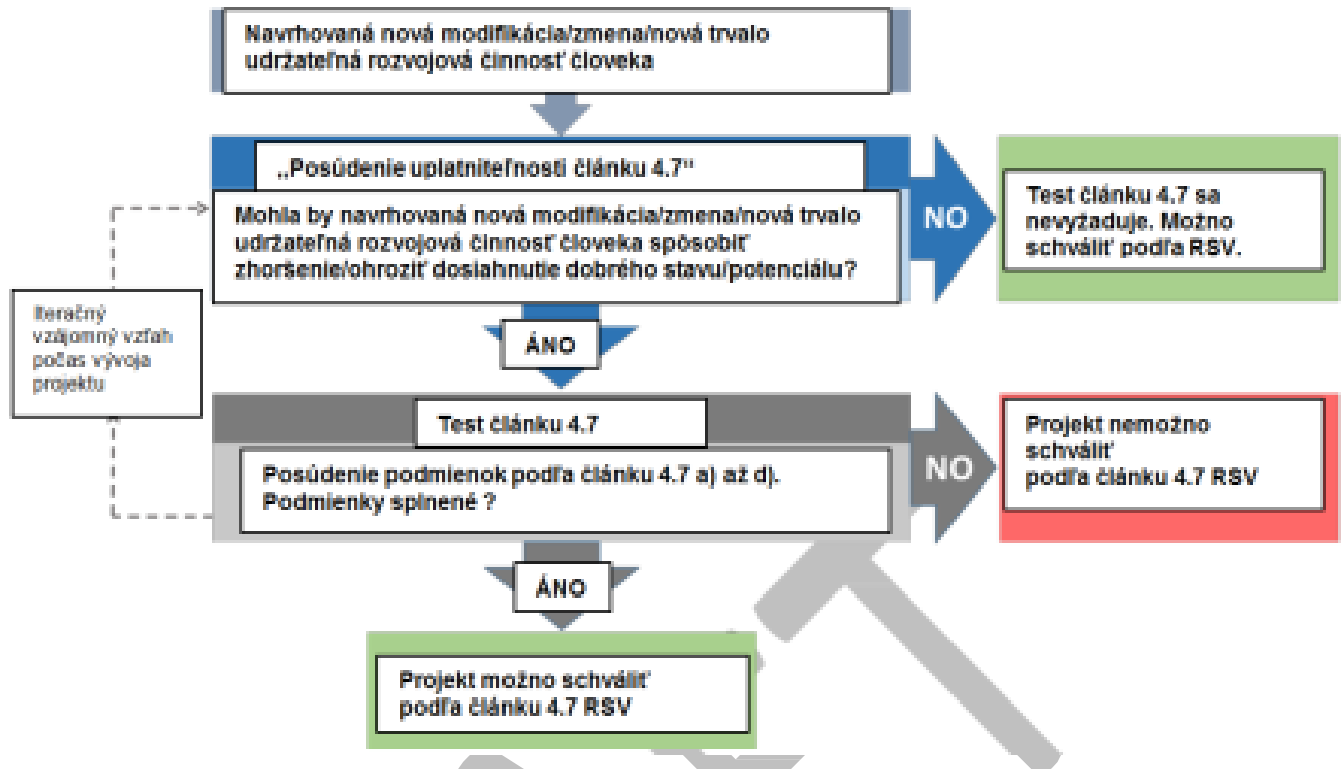 Navrhovaná nová modifikácia/zmena/nová trvalo
udržateľná rozvojová činnosť človeka
„Posúdenie uplatniteľnosti článku 4.7“
Mohla by navrhovaná nová modifikácia/zmena/nová trvalo
udržateľná rozvojová činnosť človeka spôsobiť
zhoršenie/ohroziť dosiahnutie dobrého stavu/potenciálu?
NO
Test článku 4.7 sa
nevyžaduje. Možno
schváliť podľa RSV.
Iteračný
vzájomný vzťah
počas vývoja
projektu
ÁNO
Test článku 4.7
Posúdenie podmienok podľa článku 4.7 a) až d).
Podmienky splnené ?
NO
Projekt nemožno
schváliť
podľa článku 4.7 RSV
ÁNO
Projekt možno schváliť
podľa článku 4.7 RSV